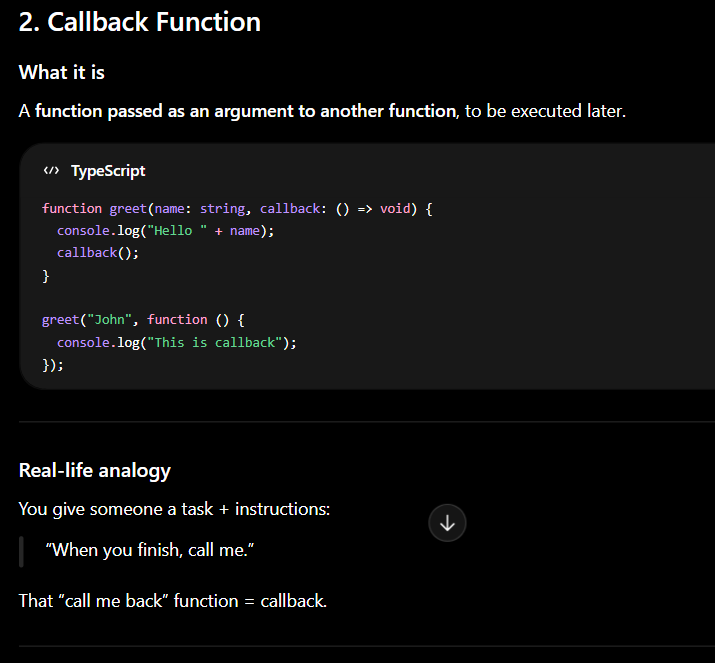 2. Callback Function
What it is
A function passed as an argument to another function, to be executed later.
</> TypeScript
function greet(name: string, callback: () => void) {
  console.log("Hello " + name);
  callback();
}
greet("John", function () {
  console.log("This is callback");
});
Real-life analogy
You give someone a task + instructions:
“When you finish, call me.”
That “call me back” function = callback.